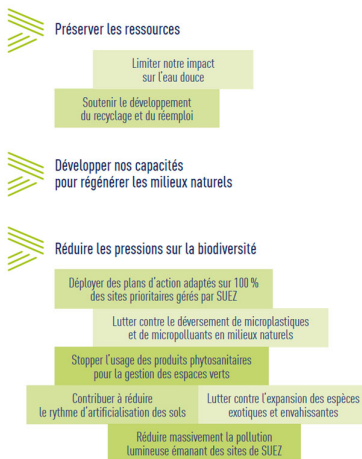 Préserver les ressources
Limiter notre impact
sur l'eau douce
Soutenir le développement
du recyclage et du réemploi
Développer nos capacités
pour régénérer les milieux naturels
Réduire les pressions sur la biodiversité
Déployer des plans d'action adaptés sur 100 %
des sites prioritaires gérés par SUEZ
Lutter contre le déversement de microplastiques
et de micropolluants en milieux naturels
Stopper l'usage des produits phytosanitaires
pour la gestion des espaces verts
Contribuer à réduire
le rythme d'artificialisation des sols
Lutter contre l'expansion des espèces
exotiques et envahissantes
Réduire massivement la pollution
lumineuse émanant des sites de SUEZ